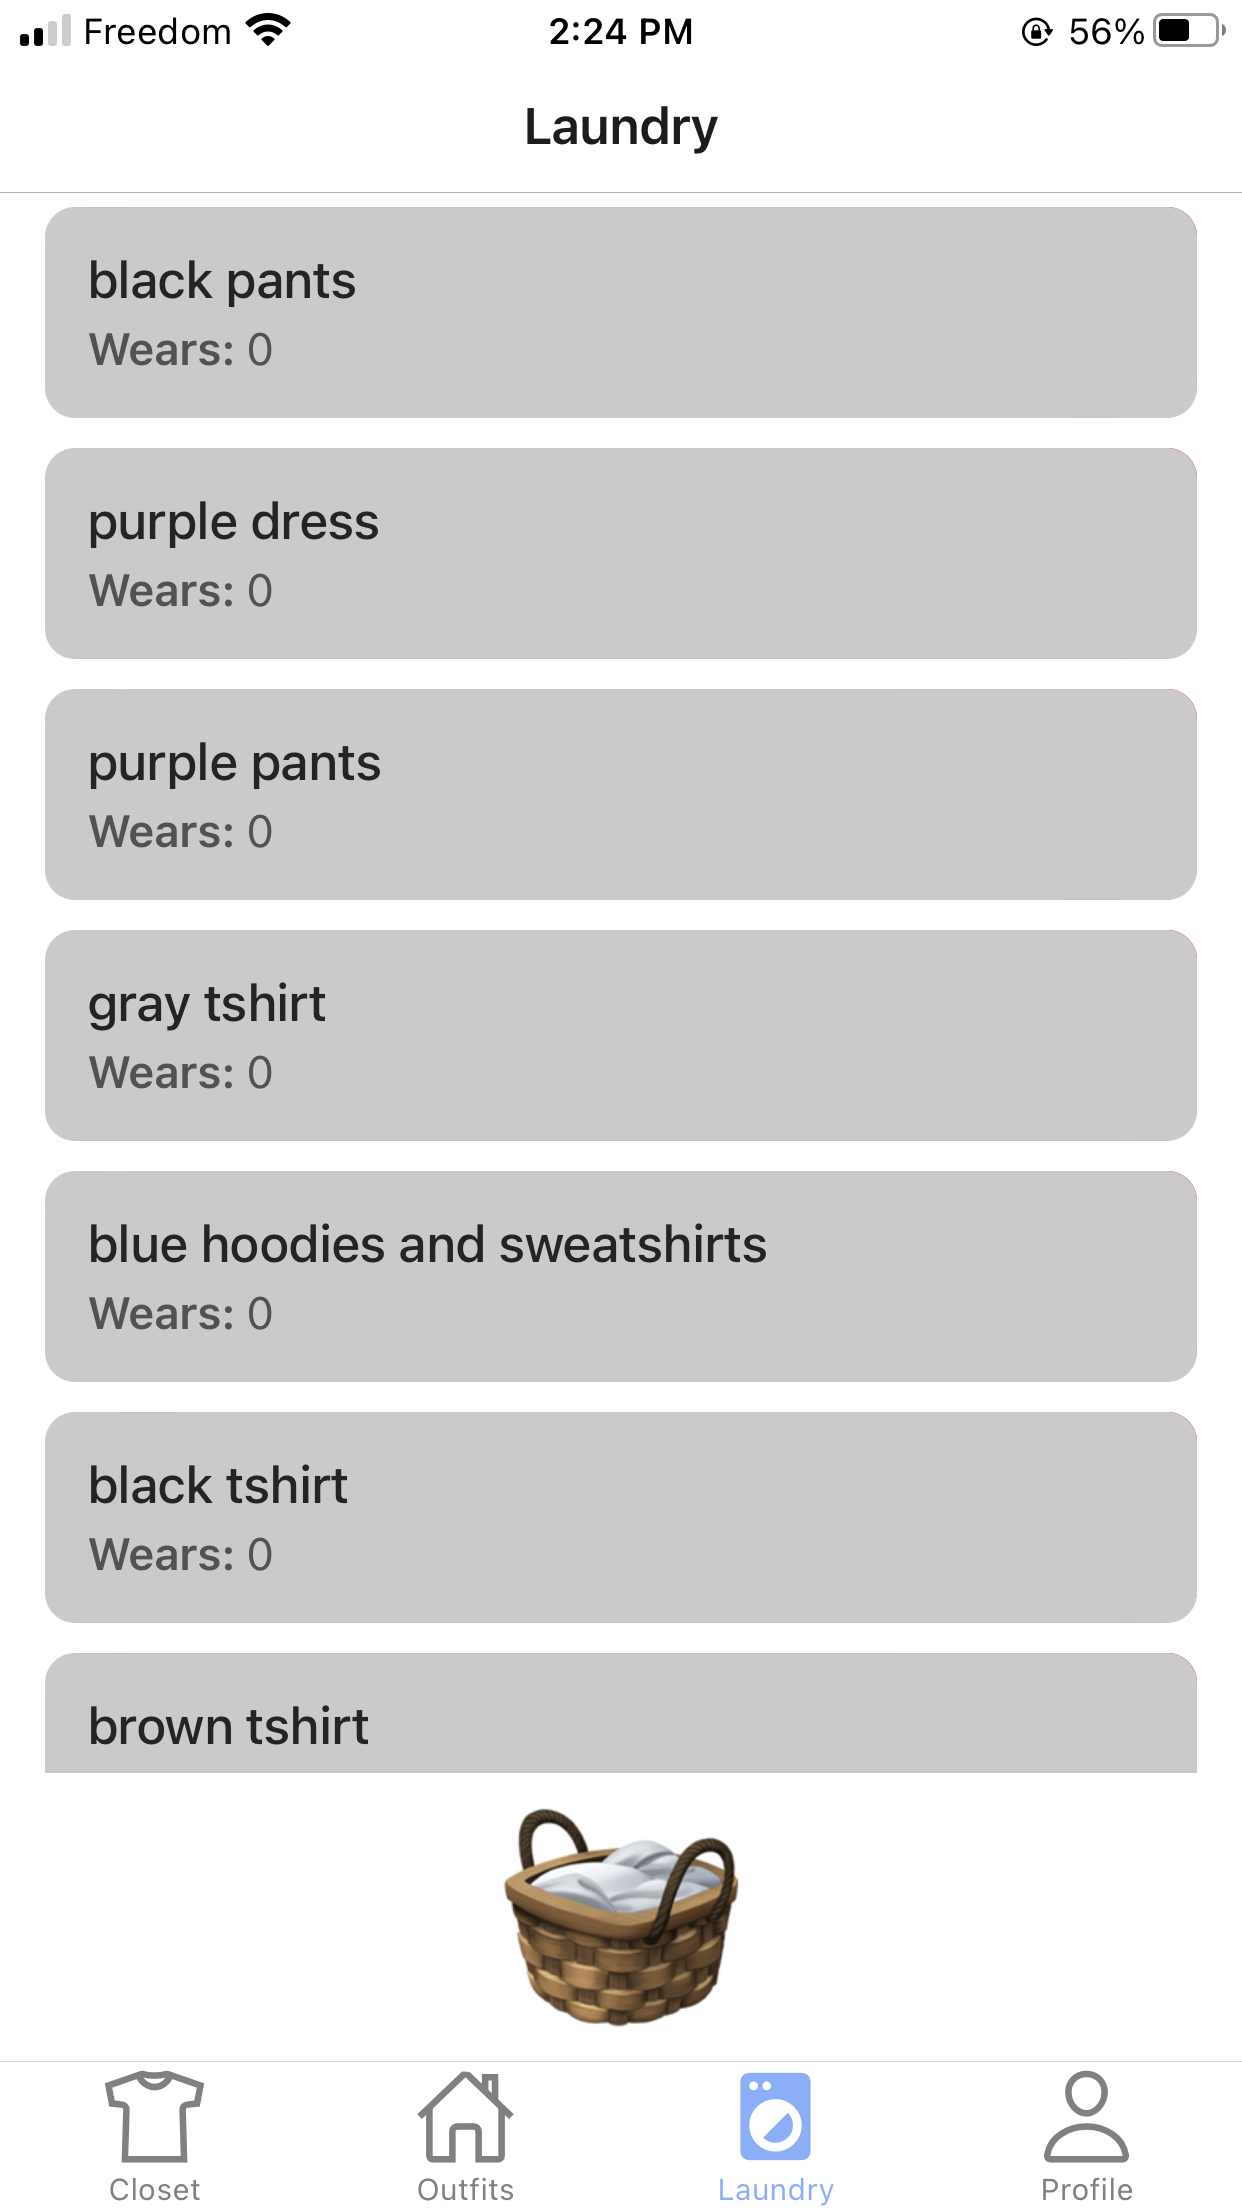 Freedom 2:24 PM 56%
Laundry
black pants
Wears: 0
purple dress
Wears: 0
purple pants
Wears: 0
gray tshirt
Wears: 0
blue hoodies and sweatshirts
Wears: 0
black tshirt
Wears: 0
brown tshirt
Closet Outfits Laundry Profile